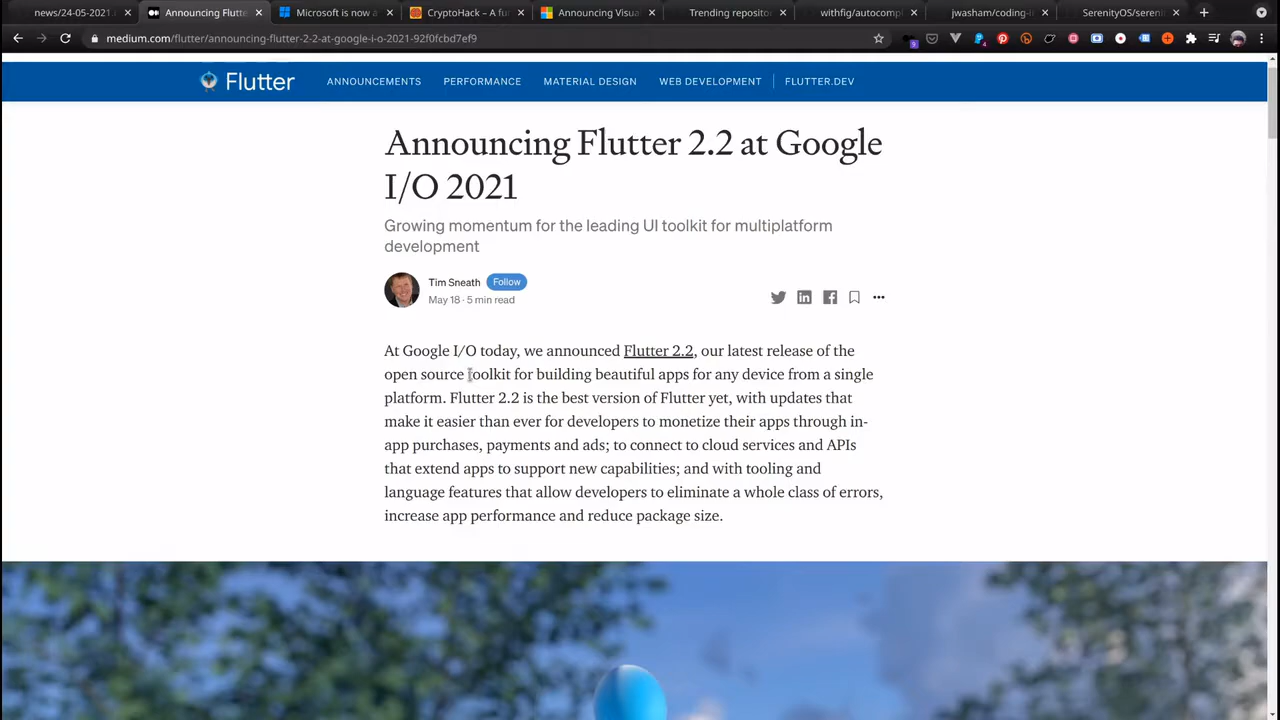 news/24-05-2021.
Announcing Flutte
Microsoft is now a
CryptoHack – A fu
Announcing Visua
Trending reposito
withfig/autocompl
jwasham/coding-i
SerenityOS/seren
medium.com/flutter/announcing-flutter-2-2-at-google-i-o-2021-92f0fcbd7ef9
9
4
Flutter
ANNOUNCEMENTS
PERFORMANCE
MATERIAL DESIGN
WEB DEVELOPMENT
FLUTTER.DEV
Announcing Flutter 2.2 at Google
I/O 2021
Growing momentum for the leading UI toolkit for multiplatform
development
Tim Sneath Follow
May 18 · 5 min read
At Google I/O today, we announced Flutter 2.2, our latest release of the
open source toolkit for building beautiful apps for any device from a single
platform. Flutter 2.2 is the best version of Flutter yet, with updates that
make it easier than ever for developers to monetize their apps through in-
app purchases, payments and ads; to connect to cloud services and APIs
that extend apps to support new capabilities; and with tooling and
language features that allow developers to eliminate a whole class of errors,
increase app performance and reduce package size.